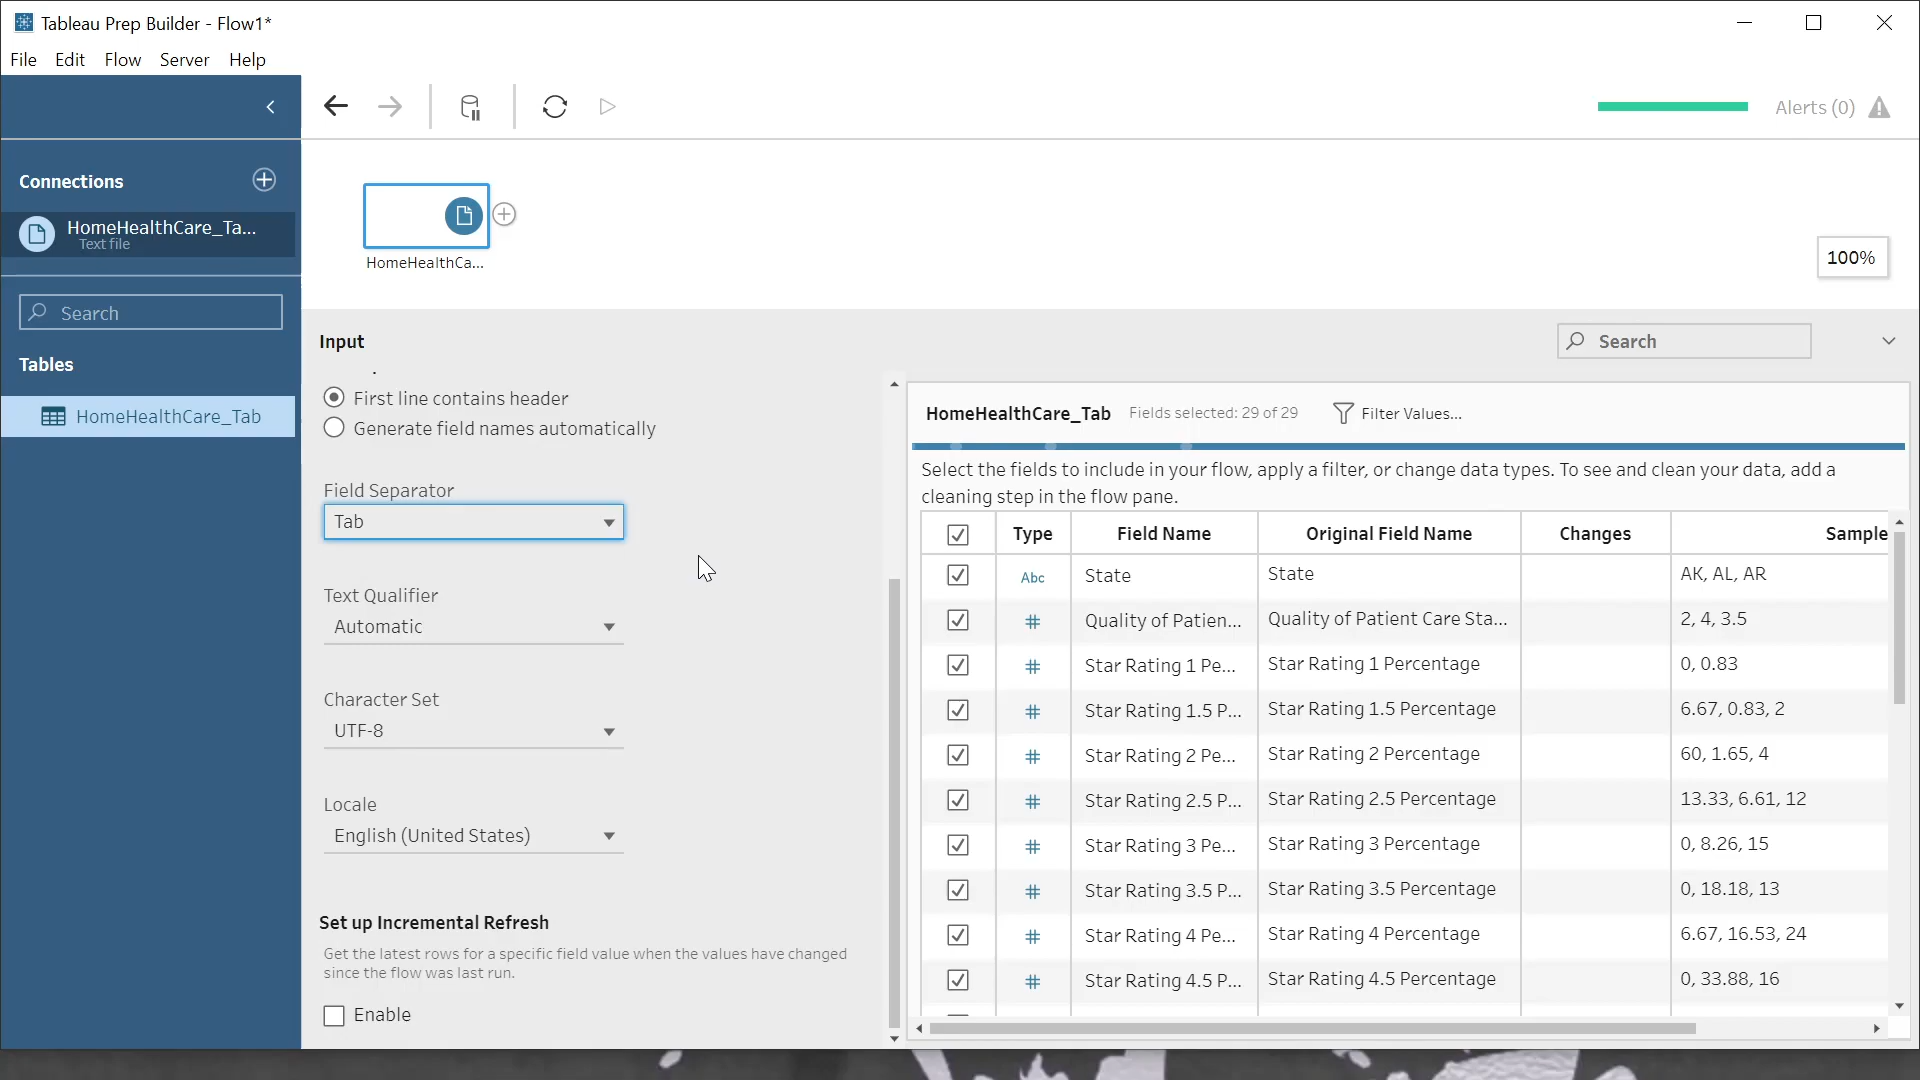 Tableau Prep Builder - Flow1*
File Edit Flow Server Help
Alerts (0)
Connections
HomeHealthCare_Ta...
Text file
HomeHealthCa...
100%
Search
Tables
HomeHealthCare_Tab
Input
Search
First line contains header
Generate field names automatically
Field Separator
Tab
Text Qualifier
Automatic
Character Set
UTF-8
Locale
English (United States)
Set up Incremental Refresh
Get the latest rows for a specific field value when the values have changed
since the flow was last run.
Enable
HomeHealthCare_Tab Fields selected: 29 of 29 Filter Values...
Select the fields to include in your flow, apply a filter, or change data types. To see and clean your data, add a
cleaning step in the flow pane.
Type Field Name Original Field Name Changes Sample
Abc State State AK, AL, AR
# Quality of Patien... Quality of Patient Care Sta... 2, 4, 3.5
# Star Rating 1 Pe... Star Rating 1 Percentage 0, 0.83
# Star Rating 1.5 P... Star Rating 1.5 Percentage 6.67, 0.83, 2
# Star Rating 2 Pe... Star Rating 2 Percentage 60, 1.65, 4
# Star Rating 2.5 P... Star Rating 2.5 Percentage 13.33, 6.61, 12
# Star Rating 3 Pe... Star Rating 3 Percentage 0, 8.26, 15
# Star Rating 3.5 P... Star Rating 3.5 Percentage 0, 18.18, 13
# Star Rating 4 Pe... Star Rating 4 Percentage 6.67, 16.53, 24
# Star Rating 4.5 P... Star Rating 4.5 Percentage 0, 33.88, 16